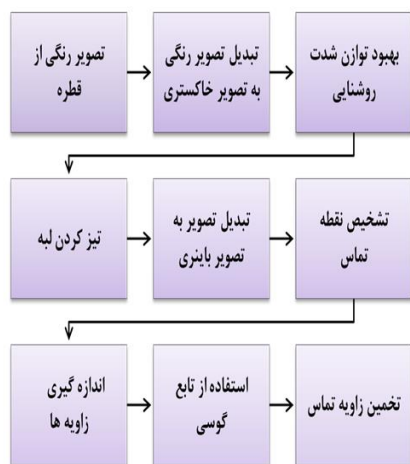 تصویر رنگی از
قطره
تبدیل تصویر رنگی
به تصویر خاکستری
بهبود توازن شدت
روشنایی
تیز کردن لبه
تبدیل تصویر به
تصویر باینری
تشخیص نقطه
تماس
اندازه گیری
زاویه ها
استفاده از تابع
گوسی
تخمین زاویه تماس